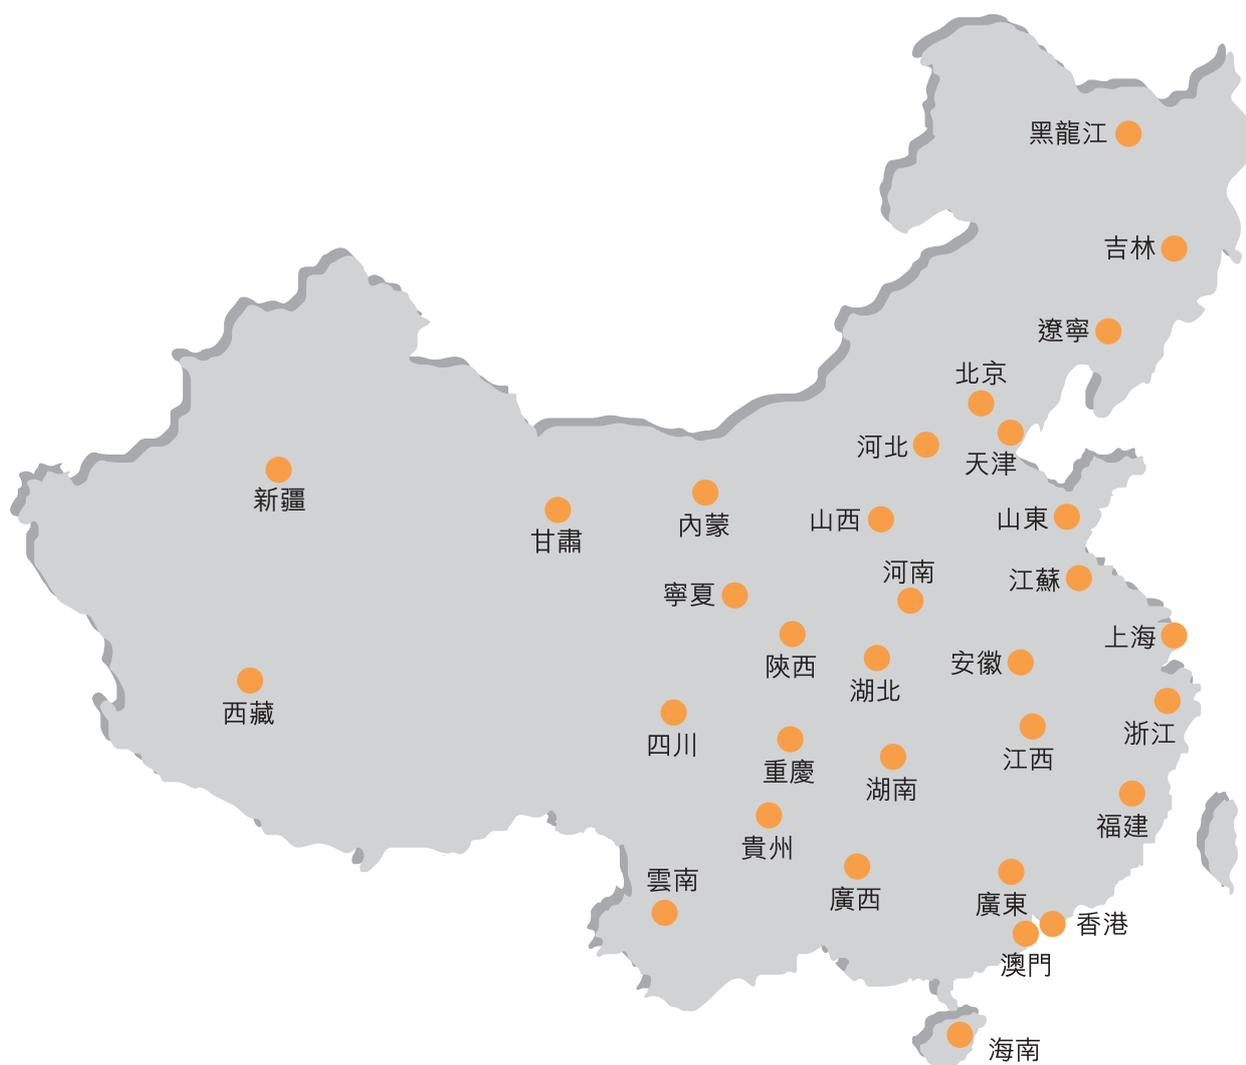 黑龍江
吉林
遼寧
北京
河北
天津
新疆
甘肅
內蒙
山西
山東
河南
江蘇
寧夏
上海
陝西
湖北
安徽
西藏
四川
浙江
重慶
江西
湖南
福建
貴州
雲南
廣西
廣東
香港
澳門
海南